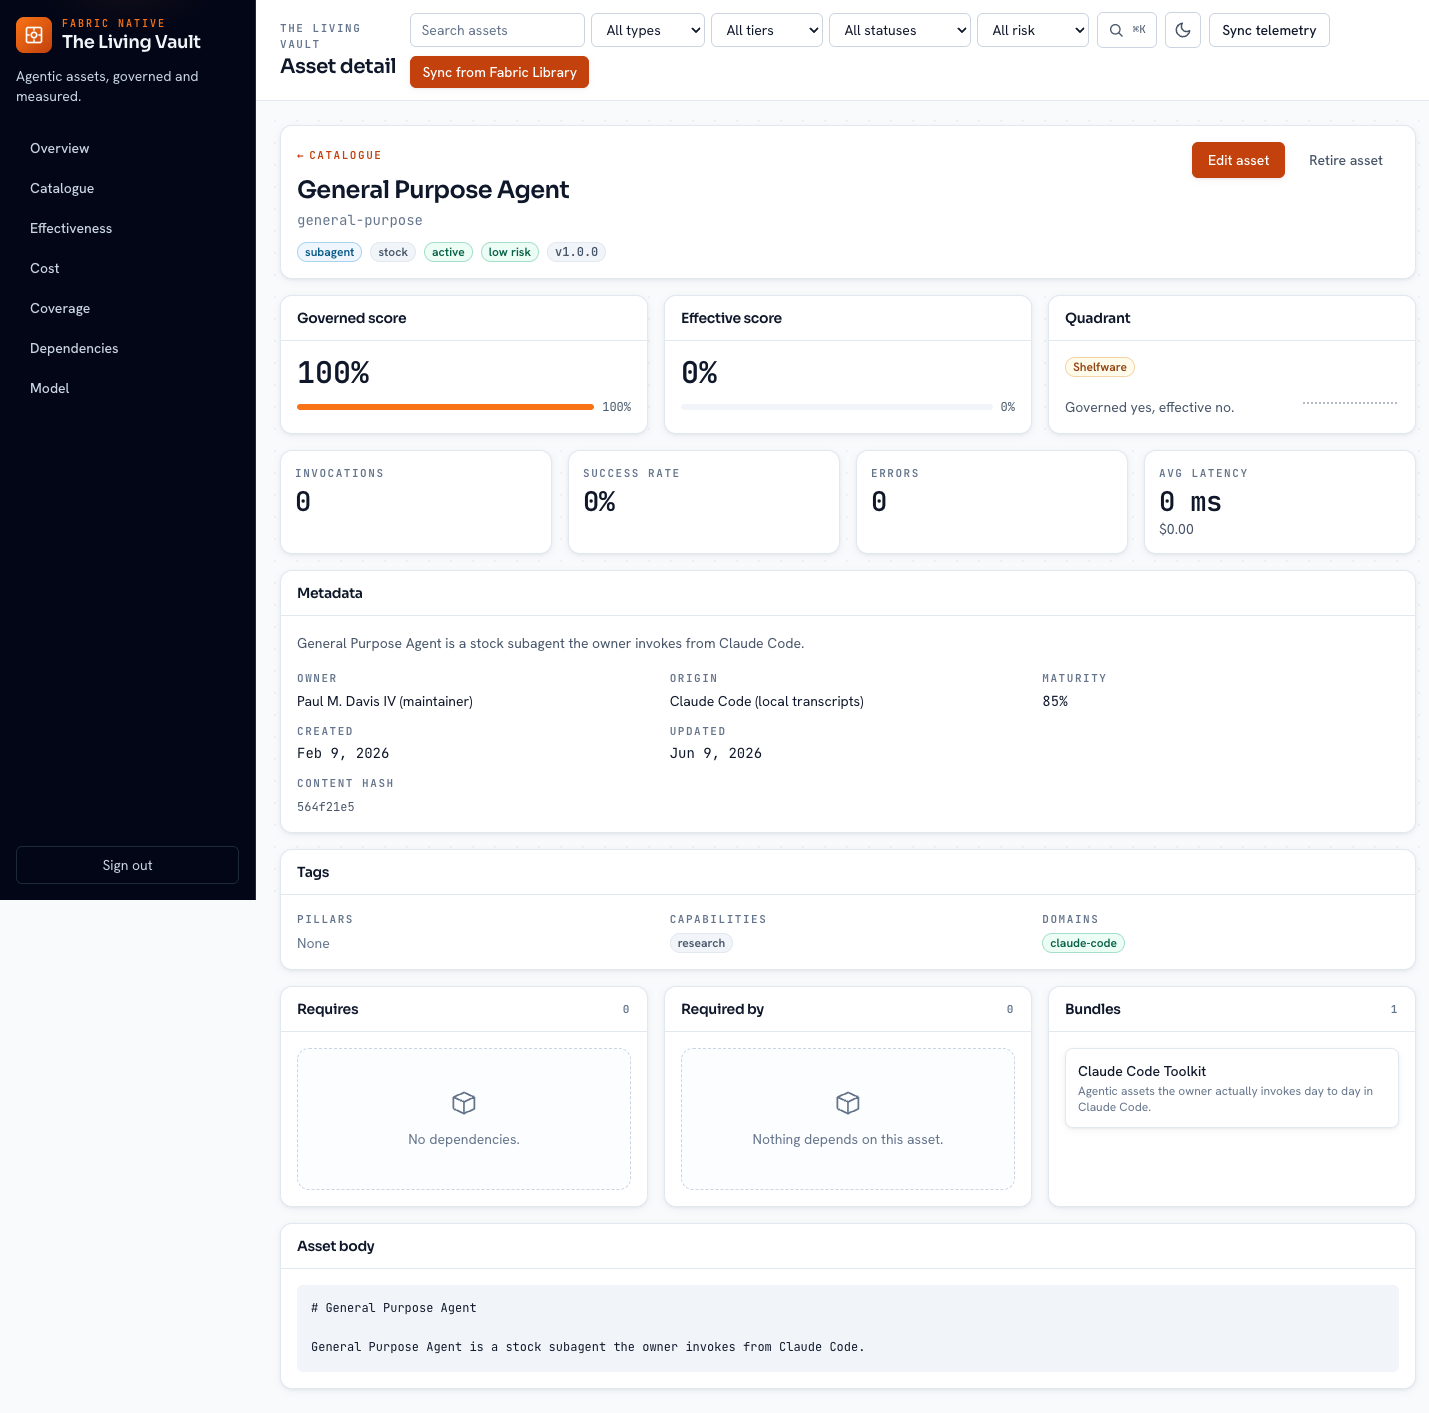 FABRIC NATIVE
The Living Vault
Agentic assets, governed and
measured.
Overview
Catalogue
Effectiveness
Cost
Coverage
Dependencies
Model
Sign out
THE LIVING
VAULT
Asset detail
Search assets
All types
All tiers
All statuses
All risk
⌘K
Sync telemetry
Sync from Fabric Library
← CATALOGUE
General Purpose Agent
general-purpose
subagent stock active low risk v1.0.0
Edit asset
Retire asset
Governed score
100%
100%
Effective score
0%
0%
Quadrant
Shelfware
Governed yes, effective no.
INVOCATIONS
0
SUCCESS RATE
0%
ERRORS
0
AVG LATENCY
0 ms
$0.00
Metadata
General Purpose Agent is a stock subagent the owner invokes from Claude Code.
OWNER
Paul M. Davis IV (maintainer)
ORIGIN
Claude Code (local transcripts)
MATURITY
85%
CREATED
Feb 9, 2026
UPDATED
Jun 9, 2026
CONTENT HASH
564f21e5
Tags
PILLARS
None
CAPABILITIES
research
DOMAINS
claude-code
Requires 0
No dependencies.
Required by 0
Nothing depends on this asset.
Bundles 1
Claude Code Toolkit
Agentic assets the owner actually invokes day to day in
Claude Code.
Asset body
# General Purpose Agent
General Purpose Agent is a stock subagent the owner invokes from Claude Code.